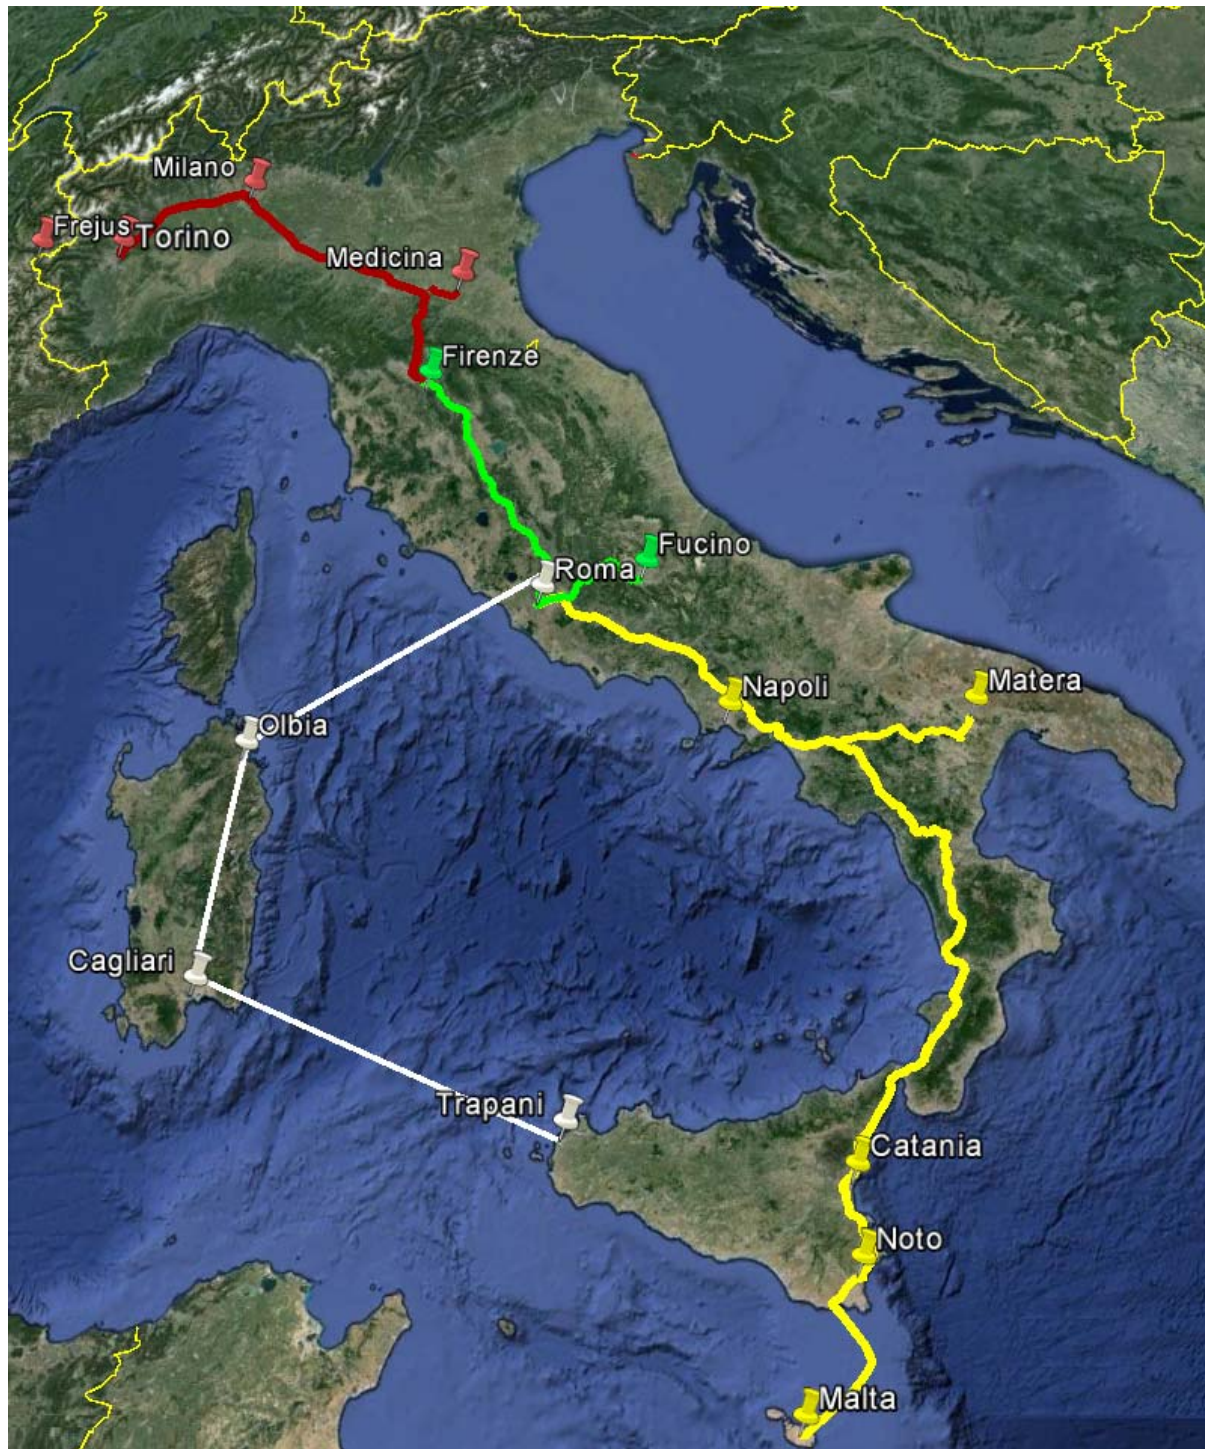 Milano
Frejus
Torino
Medicina
Firenze
Fucino
Roma
Napoli
Matera
Olbia
Cagliari
Trapani
Catania
Noto
Malta